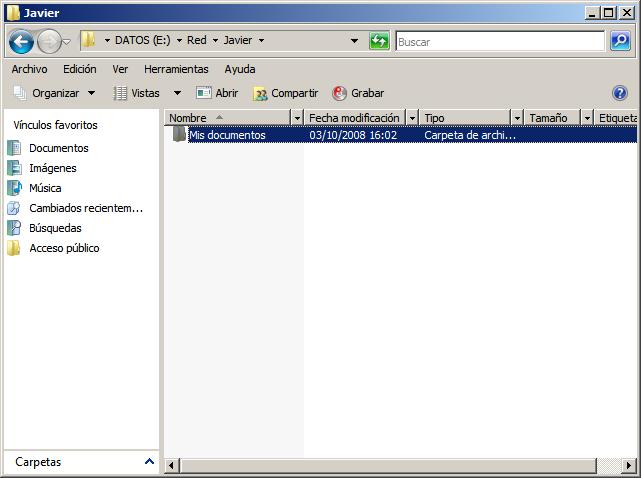 Javier
DATOS (E:) Red Javier
Buscar
Archivo Edición Ver Herramientas Ayuda
Organizar Vistas Abrir Compartir Grabar
Vínculos favoritos
Documentos
Imágenes
Música
Cambiados recientem...
Búsquedas
Acceso público
Carpetas
Nombre Fecha modificación Tipo Tamaño Etiqueta
Mis documentos 03/10/2008 16:02 Carpeta de archi...